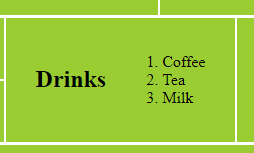 Drinks
1. Coffee
2. Tea
3. Milk